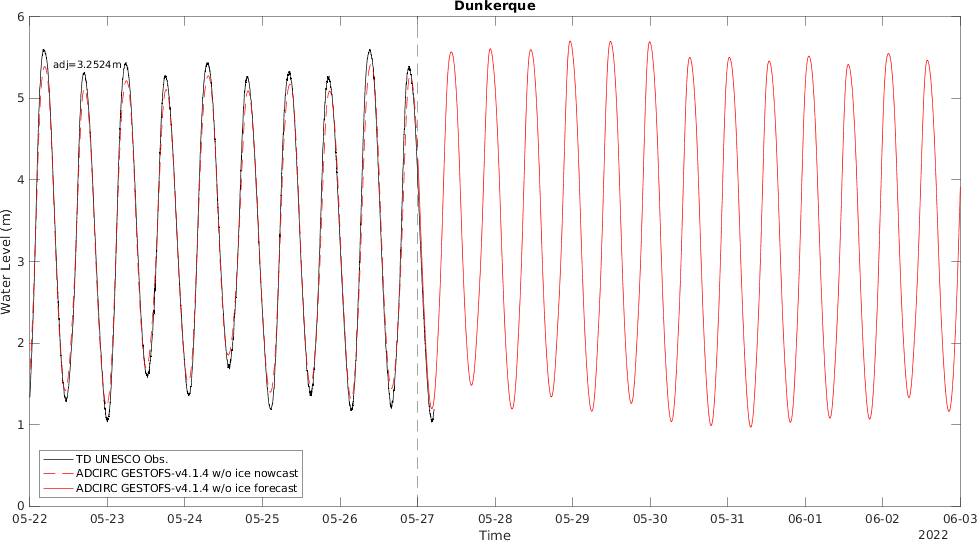 Dunkerque
adj=3.2524m
Water Level (m)
6
5
4
3
2
1
0
TD UNESCO Obs.
ADCIRC GESTOFS-v4.1.4 w/o ice nowcast
ADCIRC GESTOFS-v4.1.4 w/o ice forecast
05-22 05-23 05-24 05-25 05-26 05-27 05-28 05-29 05-30 05-31 06-01 06-02 06-03
Time
2022